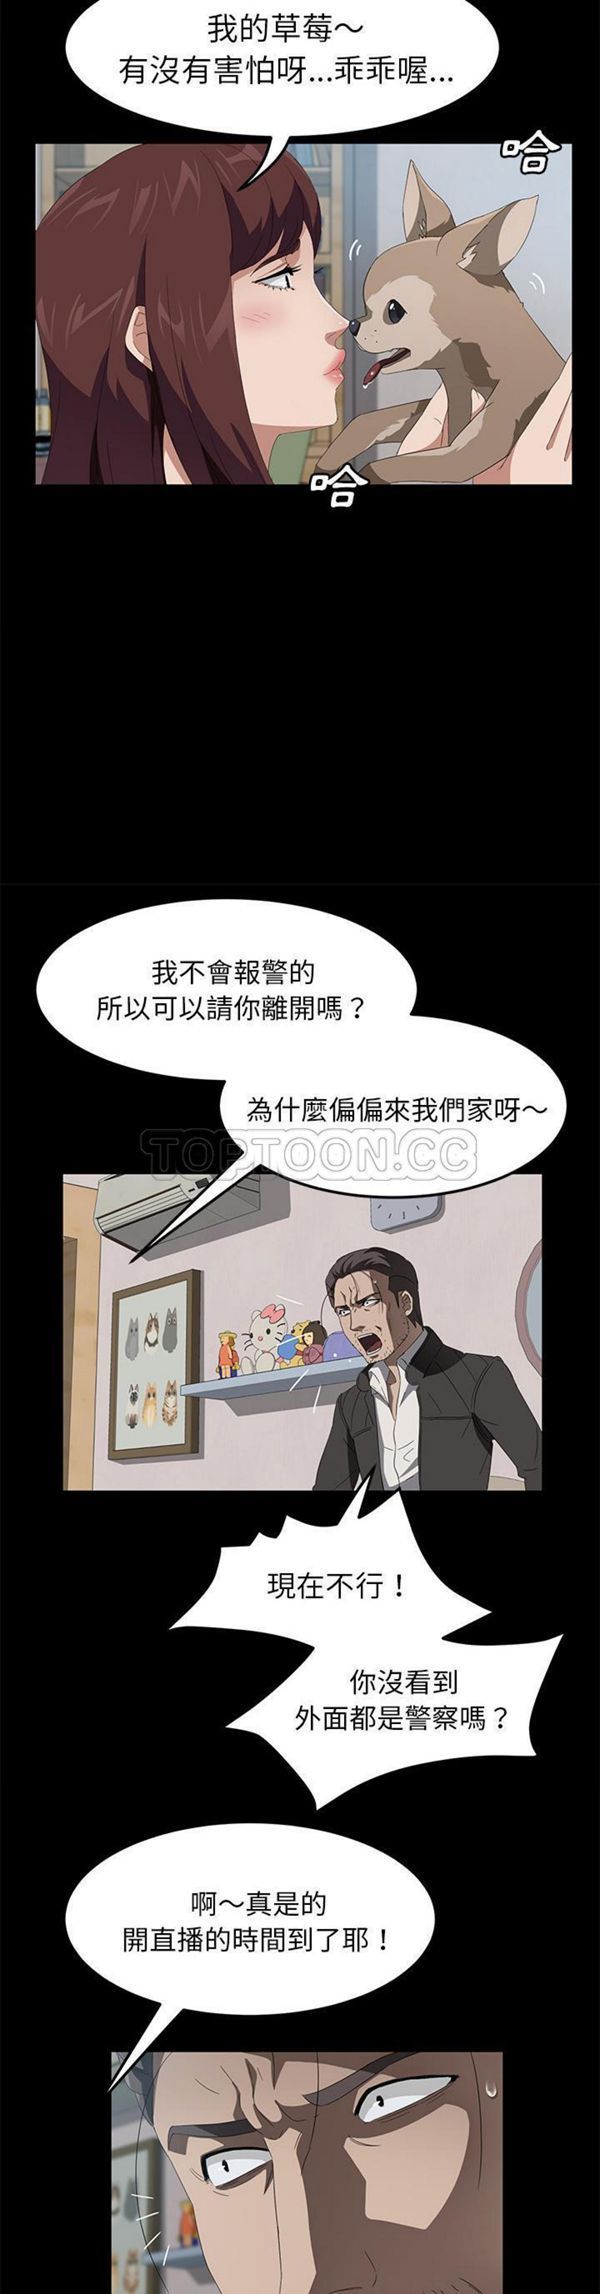 我的草莓～
有沒有害怕呀...乖乖喔...
哈
哈
我不會報警的
所以可以請你離開嗎？
為什麼偏偏來我們家呀～
TOPTOON.CC
現在不行！
你沒看到
外面都是警察嗎？
啊～真是的
開直播的時間到了耶！